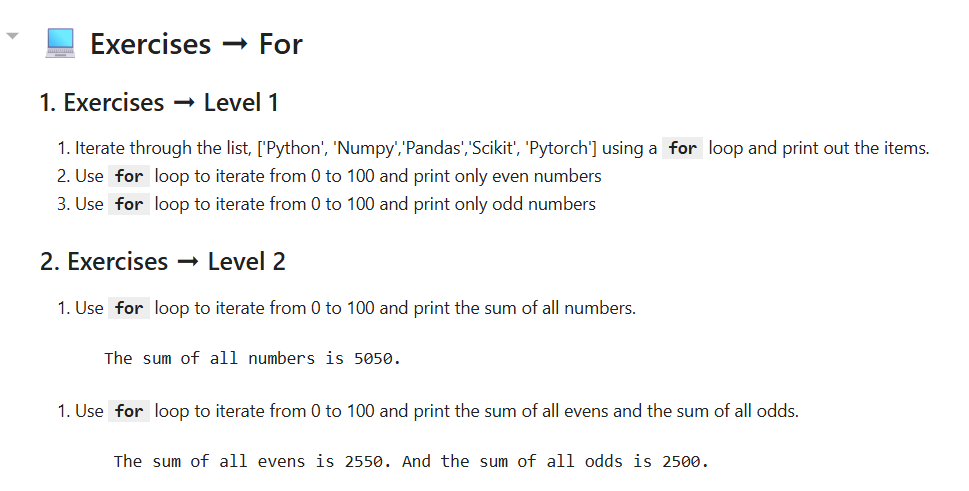 💻 Exercises ➞ For
1. Exercises ➞ Level 1
1. Iterate through the list, ['Python', 'Numpy','Pandas','Scikit', 'Pytorch'] using a for loop and print out the items.
2. Use for loop to iterate from 0 to 100 and print only even numbers
3. Use for loop to iterate from 0 to 100 and print only odd numbers
2. Exercises ➞ Level 2
1. Use for loop to iterate from 0 to 100 and print the sum of all numbers.
The sum of all numbers is 5050.
1. Use for loop to iterate from 0 to 100 and print the sum of all evens and the sum of all odds.
The sum of all evens is 2550. And the sum of all odds is 2500.